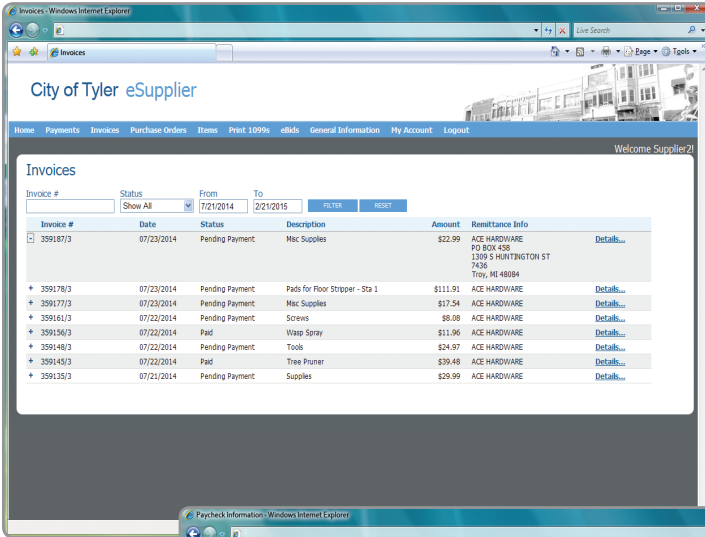 Invoices - Windows Internet Explorer
Live Search
Invoices
Page Tools
City of Tyler eSupplier
Home Payments Invoices Purchase Orders Items Print 1099s eBids General Information My Account Logout
Welcome Supplier2!
Invoices
Invoice # Status From To
Show All 7/21/2014 2/21/2015 FILTER RESET
Invoice # Date Status Description Amount Remittance Info
- 359187/3 07/23/2014 Pending Payment Misc Supplies $22.99 ACE HARDWARE Details...
PO BOX 458
1309 S HUNTINGTON ST
7436
Troy, MI 48084
+ 359178/3 07/23/2014 Pending Payment Pads for Floor Stripper - Sta 1 $111.91 ACE HARDWARE Details...
+ 359177/3 07/23/2014 Pending Payment Misc Supplies $17.54 ACE HARDWARE Details...
+ 359161/3 07/22/2014 Pending Payment Screws $8.08 ACE HARDWARE Details...
+ 359156/3 07/22/2014 Paid Wasp Spray $11.96 ACE HARDWARE Details...
+ 359148/3 07/22/2014 Pending Payment Tools $24.97 ACE HARDWARE Details...
+ 359145/3 07/22/2014 Paid Tree Pruner $39.48 ACE HARDWARE Details...
+ 359135/3 07/21/2014 Pending Payment Supplies $29.99 ACE HARDWARE Details...
Paycheck Information - Windows Internet Explorer